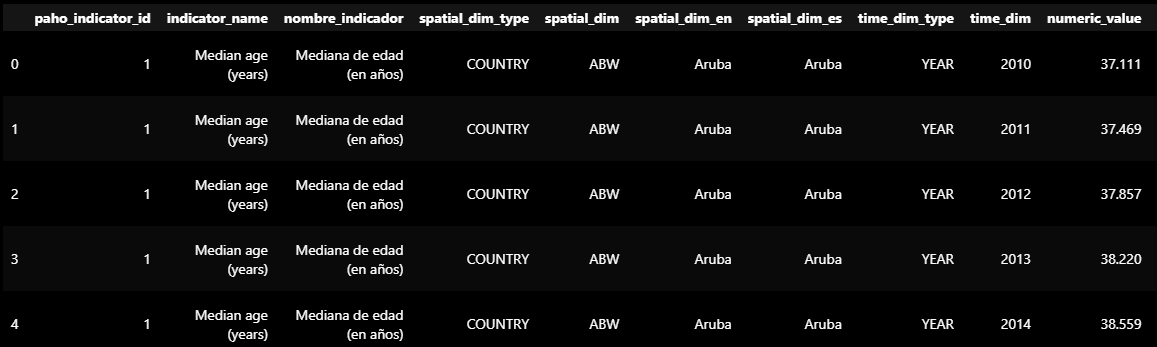 paho_indicator_id indicator_name nombre_indicador spatial_dim_type spatial_dim spatial_dim_en spatial_dim_es time_dim_type time_dim numeric_value
0 1 Median age (years) Mediana de edad (en años) COUNTRY ABW Aruba Aruba YEAR 2010 37.111
1 1 Median age (years) Mediana de edad (en años) COUNTRY ABW Aruba Aruba YEAR 2011 37.469
2 1 Median age (years) Mediana de edad (en años) COUNTRY ABW Aruba Aruba YEAR 2012 37.857
3 1 Median age (years) Mediana de edad (en años) COUNTRY ABW Aruba Aruba YEAR 2013 38.220
4 1 Median age (years) Mediana de edad (en años) COUNTRY ABW Aruba Aruba YEAR 2014 38.559